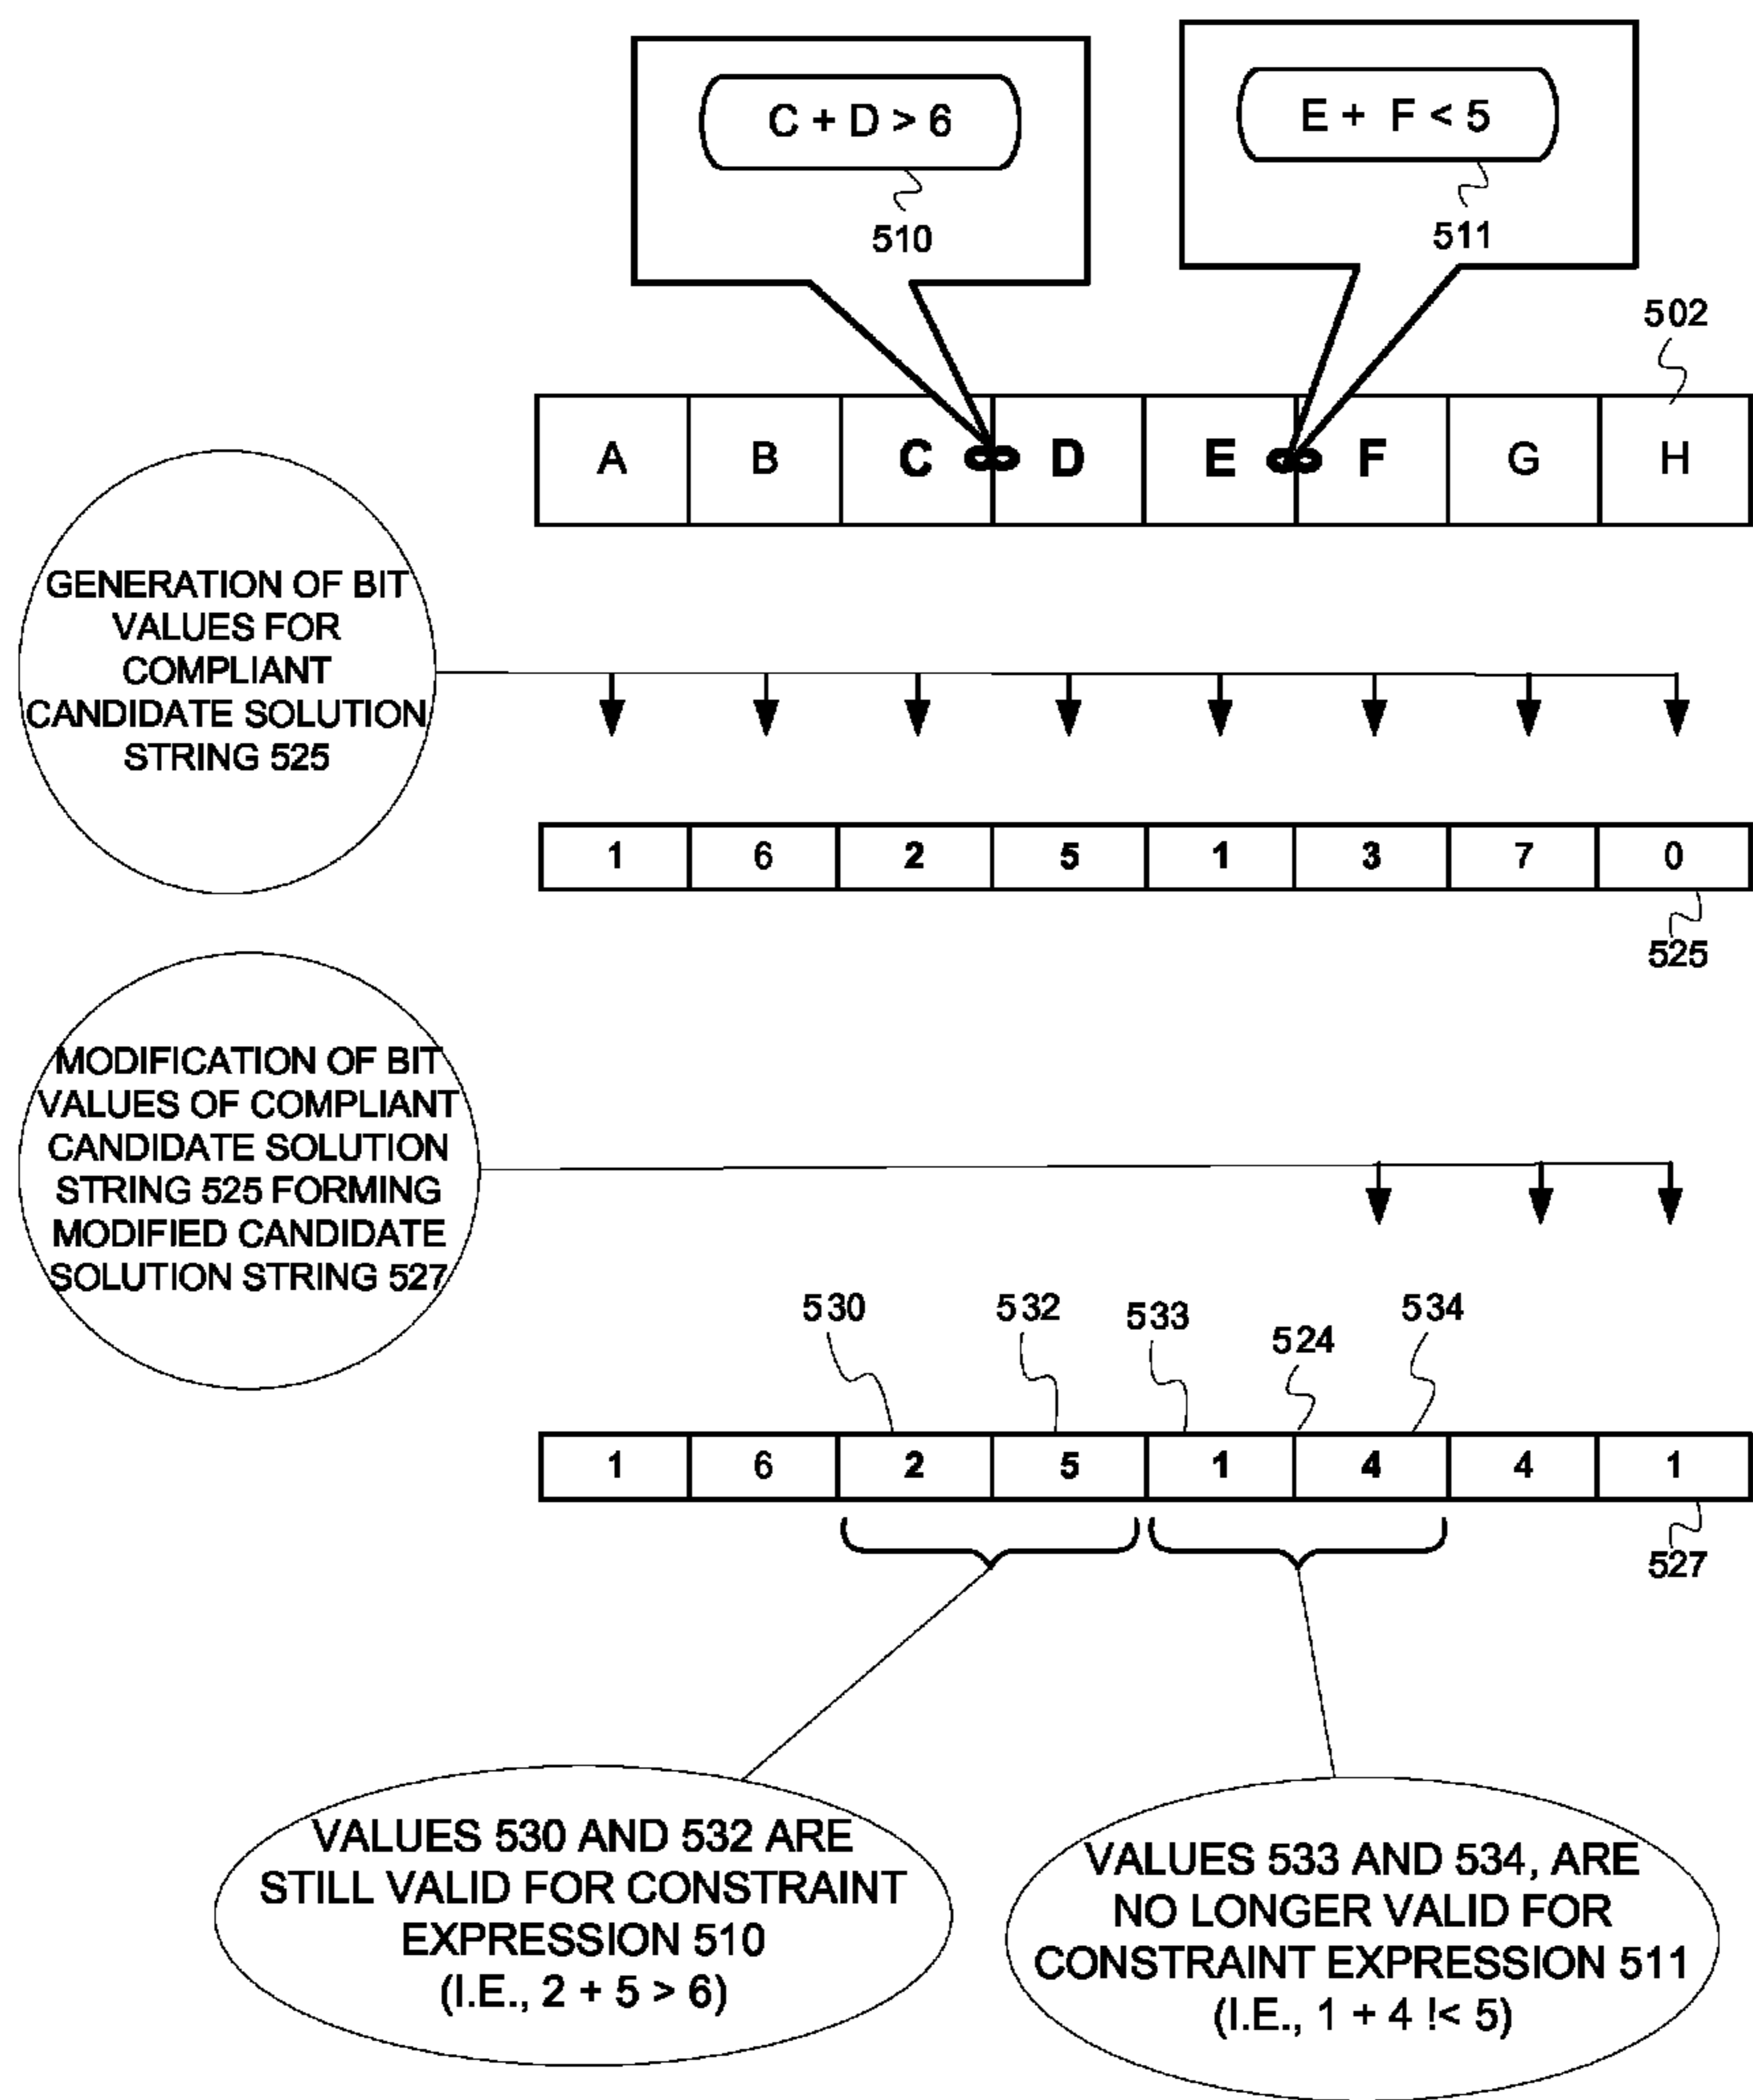 C + D > 6
510
E + F < 5
511
502
A B C D E F G H
GENERATION OF BIT
VALUES FOR
COMPLIANT
CANDIDATE SOLUTION
STRING 525
1 6 2 5 1 3 7 0
525
MODIFICATION OF BIT
VALUES OF COMPLIANT
CANDIDATE SOLUTION
STRING 525 FORMING
MODIFIED CANDIDATE
SOLUTION STRING 527
530 532 533 524 534
1 6 2 5 1 4 4 1
527
VALUES 530 AND 532 ARE
STILL VALID FOR CONSTRAINT
EXPRESSION 510
(I.E., 2 + 5 > 6)
VALUES 533 AND 534, ARE
NO LONGER VALID FOR
CONSTRAINT EXPRESSION 511
(I.E., 1 + 4 !< 5)